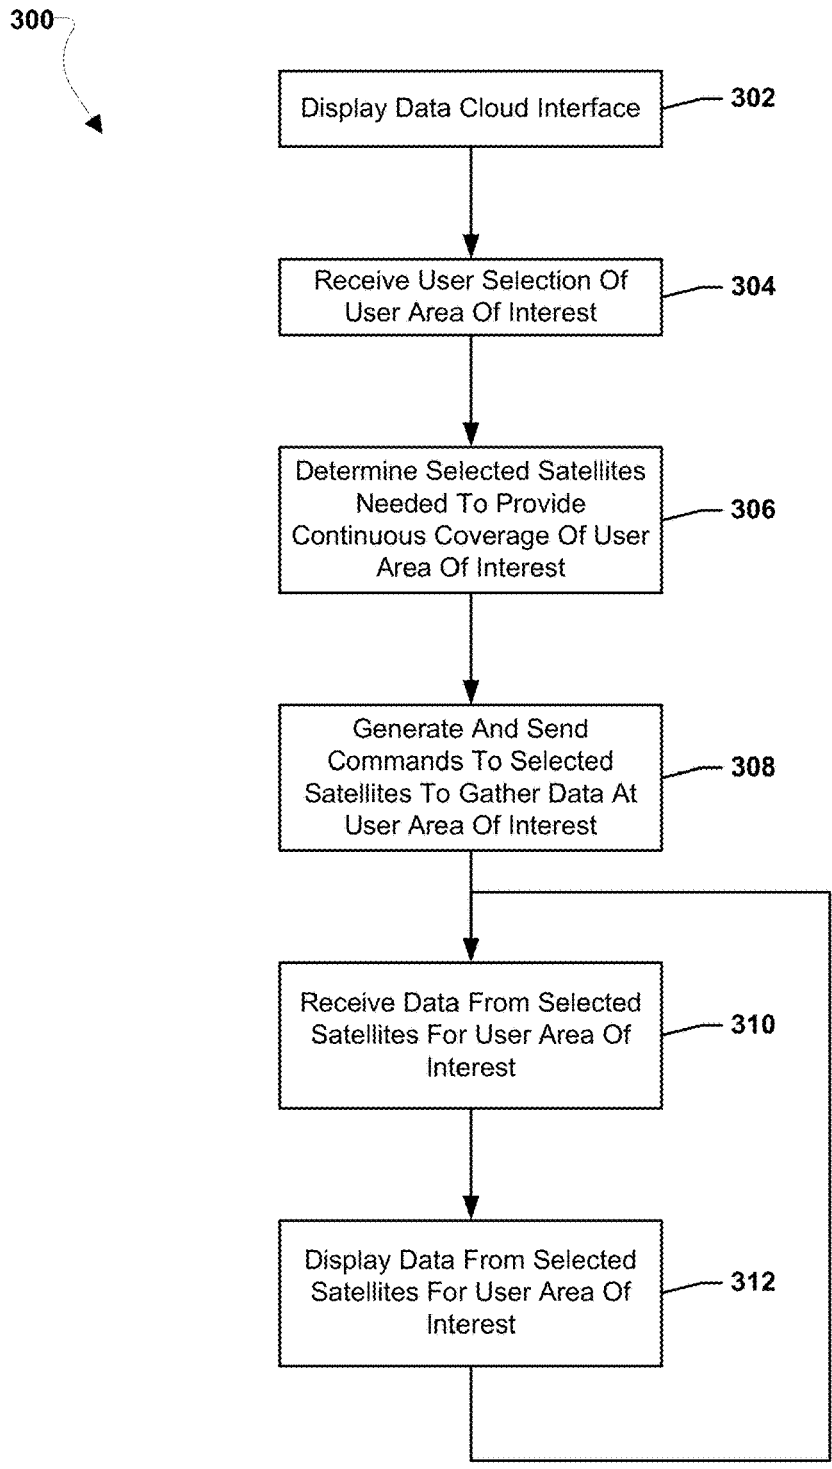 300
Display Data Cloud Interface
302
Receive User Selection Of
User Area Of Interest
304
Determine Selected Satellites
Needed To Provide
Continuous Coverage Of User
Area Of Interest
306
Generate And Send
Commands To Selected
Satellites To Gather Data At
User Area Of Interest
308
Receive Data From Selected
Satellites For User Area Of
Interest
310
Display Data From Selected
Satellites For User Area Of
Interest
312